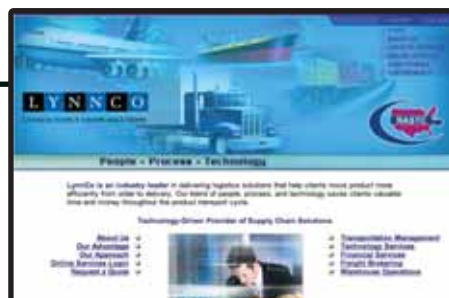 LYNNCO
NASTC
People • Process • Technology
LynnCo is an industry leader in delivering logistics solutions that help clients move product more
efficiently from order to delivery. Our blend of people, process, and technology saves clients valuable
time and money throughout the product transport cycle.
Technology-Driven Provider of Supply Chain Solutions
About Us
Our Advantage
Our Approach
Online Services Login
Request a Quote
Transportation Management
Technology Services
Financial Services
Freight Brokering
Warehouse Operations